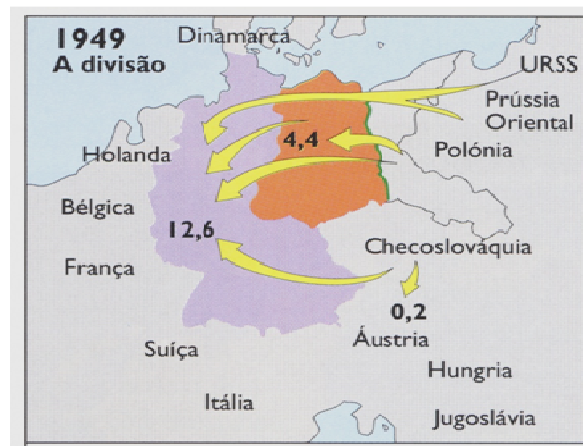 1949
A divisão
Dinamarca
URSS
Prússia
Oriental
4,4
Polónia
Holanda
Bélgica
12,6
Checoslováquia
França
0,2
Áustria
Suíça
Hungria
Itália
Jugoslávia